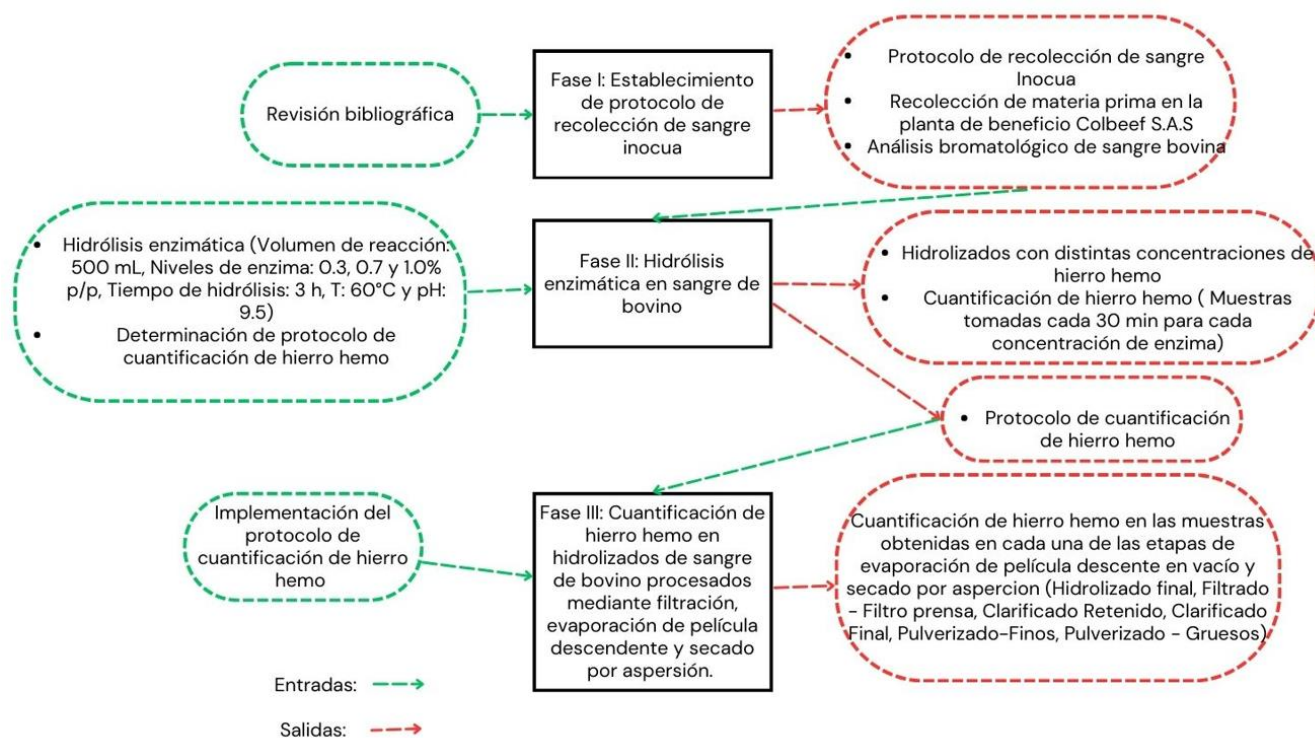 Revisión bibliográfica
Fase I: Establecimiento
de protocolo de
recolección de sangre
inocua
• Protocolo de recolección de sangre
Inocua
• Recolección de materia prima en la
planta de beneficio Colbeef S.A.S
• Análisis bromatológico de sangre bovina
• Hidrólisis enzimática (Volumen de reacción:
500 mL, Niveles de enzima: 0.3, 0.7 y 1.0%
p/p, Tiempo de hidrólisis: 3 h, T: 60°C y pH:
9.5)
• Determinación de protocolo de
cuantificación de hierro hemo
Fase II: Hidrólisis
enzimática en sangre de
bovino
• Hidrolizados con distintas concentraciones de
hierro hemo
• Cuantificación de hierro hemo ( Muestras
tomadas cada 30 min para cada
concentración de enzima)
• Protocolo de cuantificación
de hierro hemo
Implementación del
protocolo de
cuantificación de hierro
hemo
Fase III: Cuantificación de
hierro hemo en
hidrolizados de sangre
de bovino procesados
mediante filtración,
evaporación de película
descendente y secado
por aspersión.
Cuantificación de hierro hemo en las muestras
obtenidas en cada una de las etapas de
evaporación de película descente en vacío y
secado por aspercion (Hidrolizado final, Filtrado
- Filtro prensa, Clarificado Retenido, Clarificado
Final, Pulverizado-Finos, Pulverizado - Gruesos)
Entradas:
Salidas: